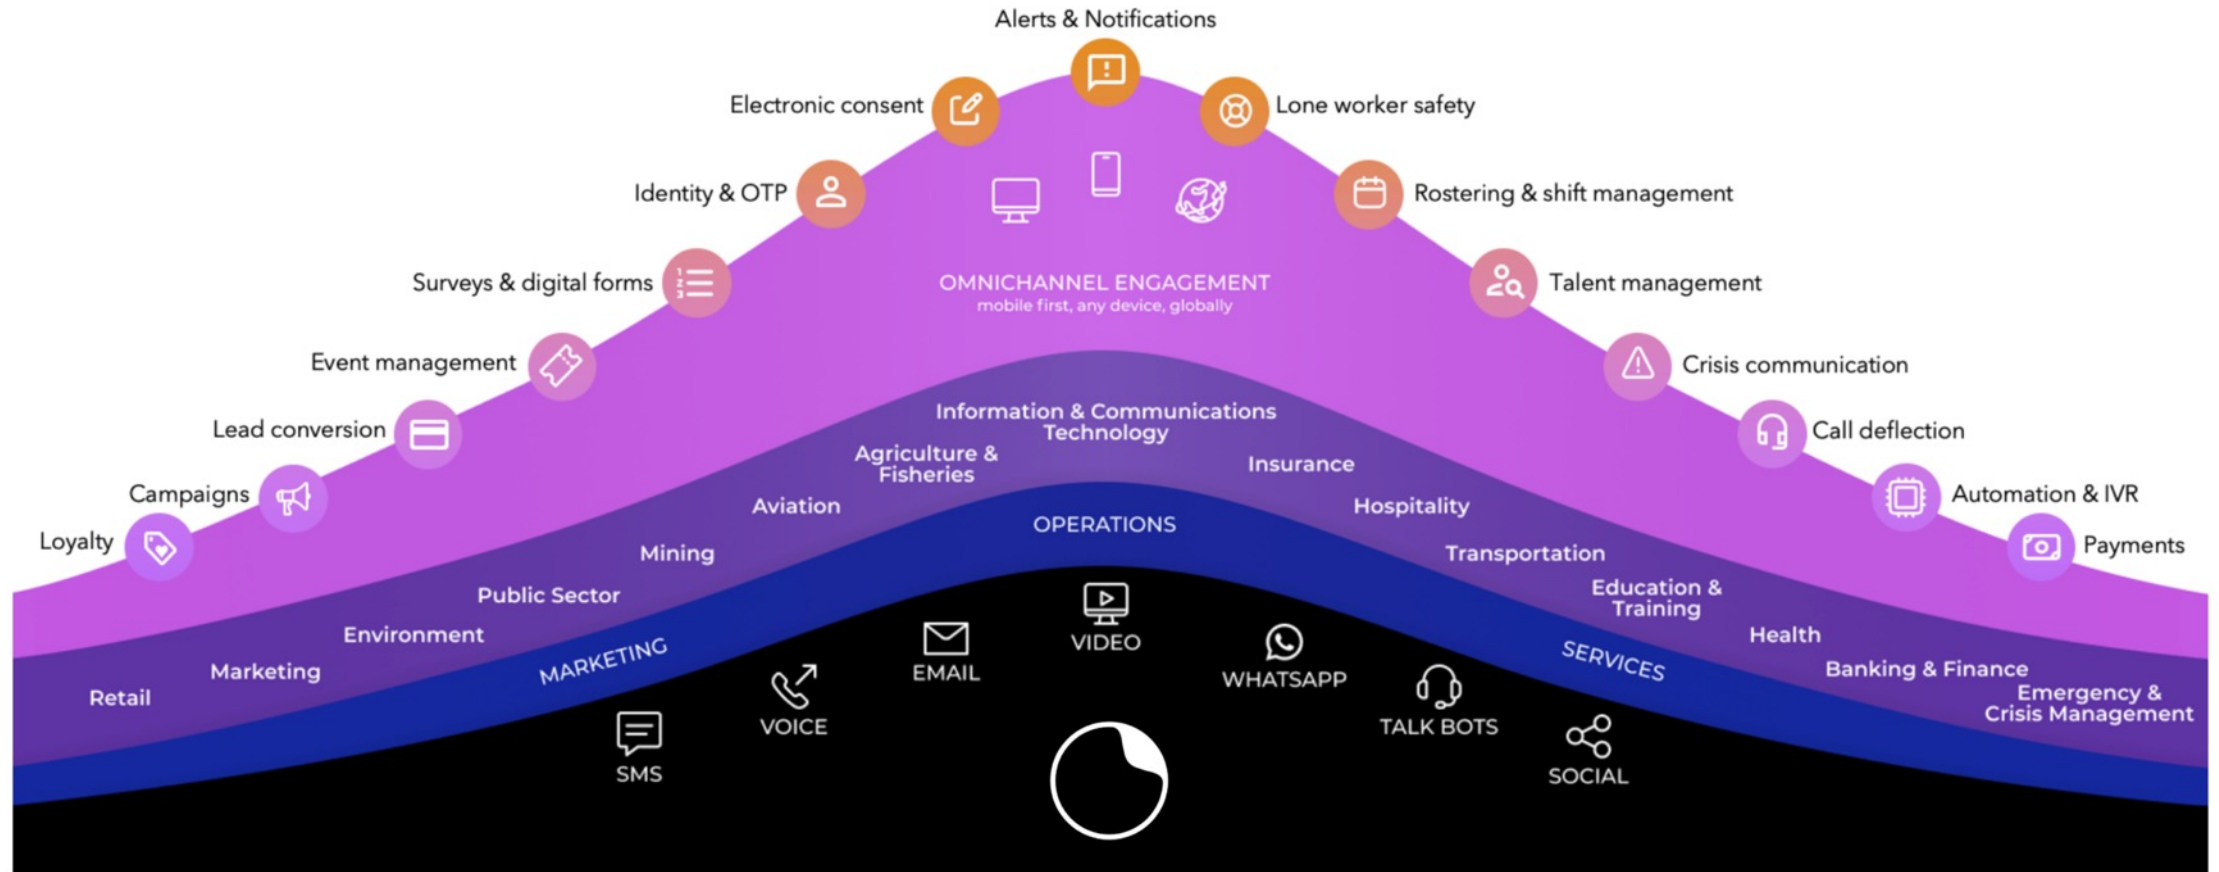 Alerts & Notifications
Electronic consent
Lone worker safety
Identity & OTP
Rostering & shift management
Surveys & digital forms
Talent management
Event management
Crisis communication
Lead conversion
Call deflection
Campaigns
Automation & IVR
Loyalty
Payments
OMNICHANNEL ENGAGEMENT
mobile first, any device, globally
Information & Communications
Technology
Agriculture &
Fisheries
Insurance
Aviation
Hospitality
Mining
Transportation
Public Sector
Education &
Training
Environment
Health
Marketing
Banking & Finance
Retail
Emergency &
Crisis Management
OPERATIONS
MARKETING
SERVICES
VIDEO
EMAIL
WHATSAPP
VOICE
TALK BOTS
SMS
SOCIAL